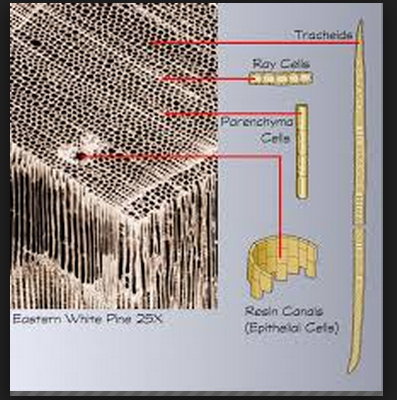 Tracheids
Ray Cells
Parenchyma
Cells
Resin Canals
(Epithelial Cells)
Eastern White Pine 25X